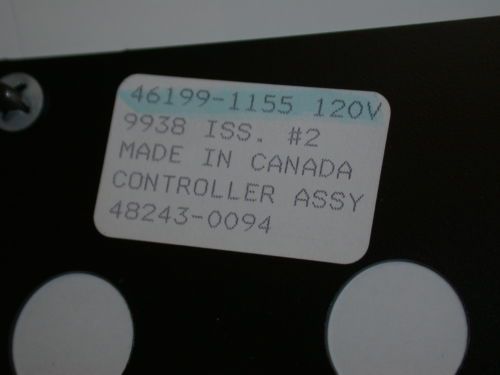 46199-1155 120V
9938 ISS. #2
MADE IN CANADA
CONTROLLER ASSY
48243-0094